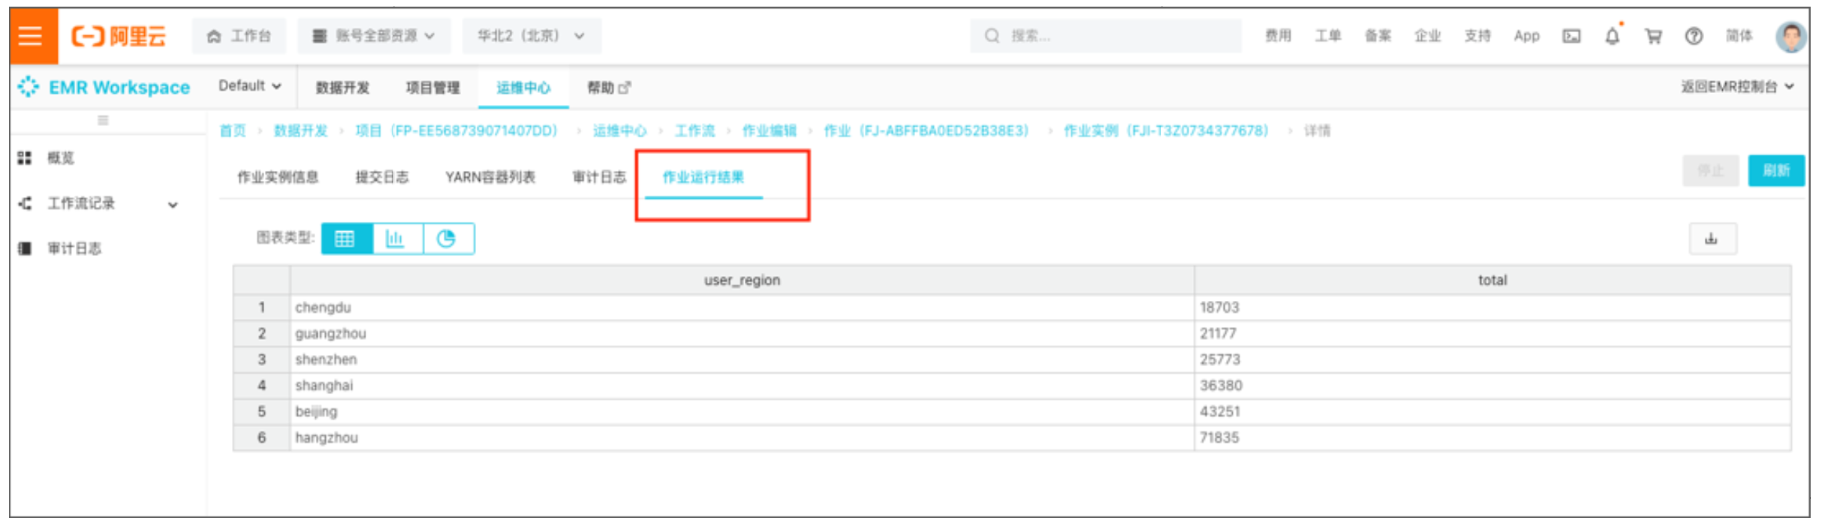 阿里云 工作台 账号全部资源 华北2（北京） 搜索... 费用 工单 备案 企业 支持 App 简体
EMR Workspace Default 数据开发 项目管理 运维中心 帮助 返回EMR控制台
首页 > 数据开发 > 项目（FP-EE568739071407DD） > 运维中心 > 工作流 > 作业编辑 > 作业（FJ-ABFFBA0ED52B38E3） > 作业实例（FJI-T3Z0734377678） > 详情
概览
工作流记录
审计日志
作业实例信息 提交日志 YARN容器列表 审计日志 作业运行结果 停止 刷新
图表类型:
user_region total
1 chengdu 18703
2 guangzhou 21177
3 shenzhen 25773
4 shanghai 36380
5 beijing 43251
6 hangzhou 71835